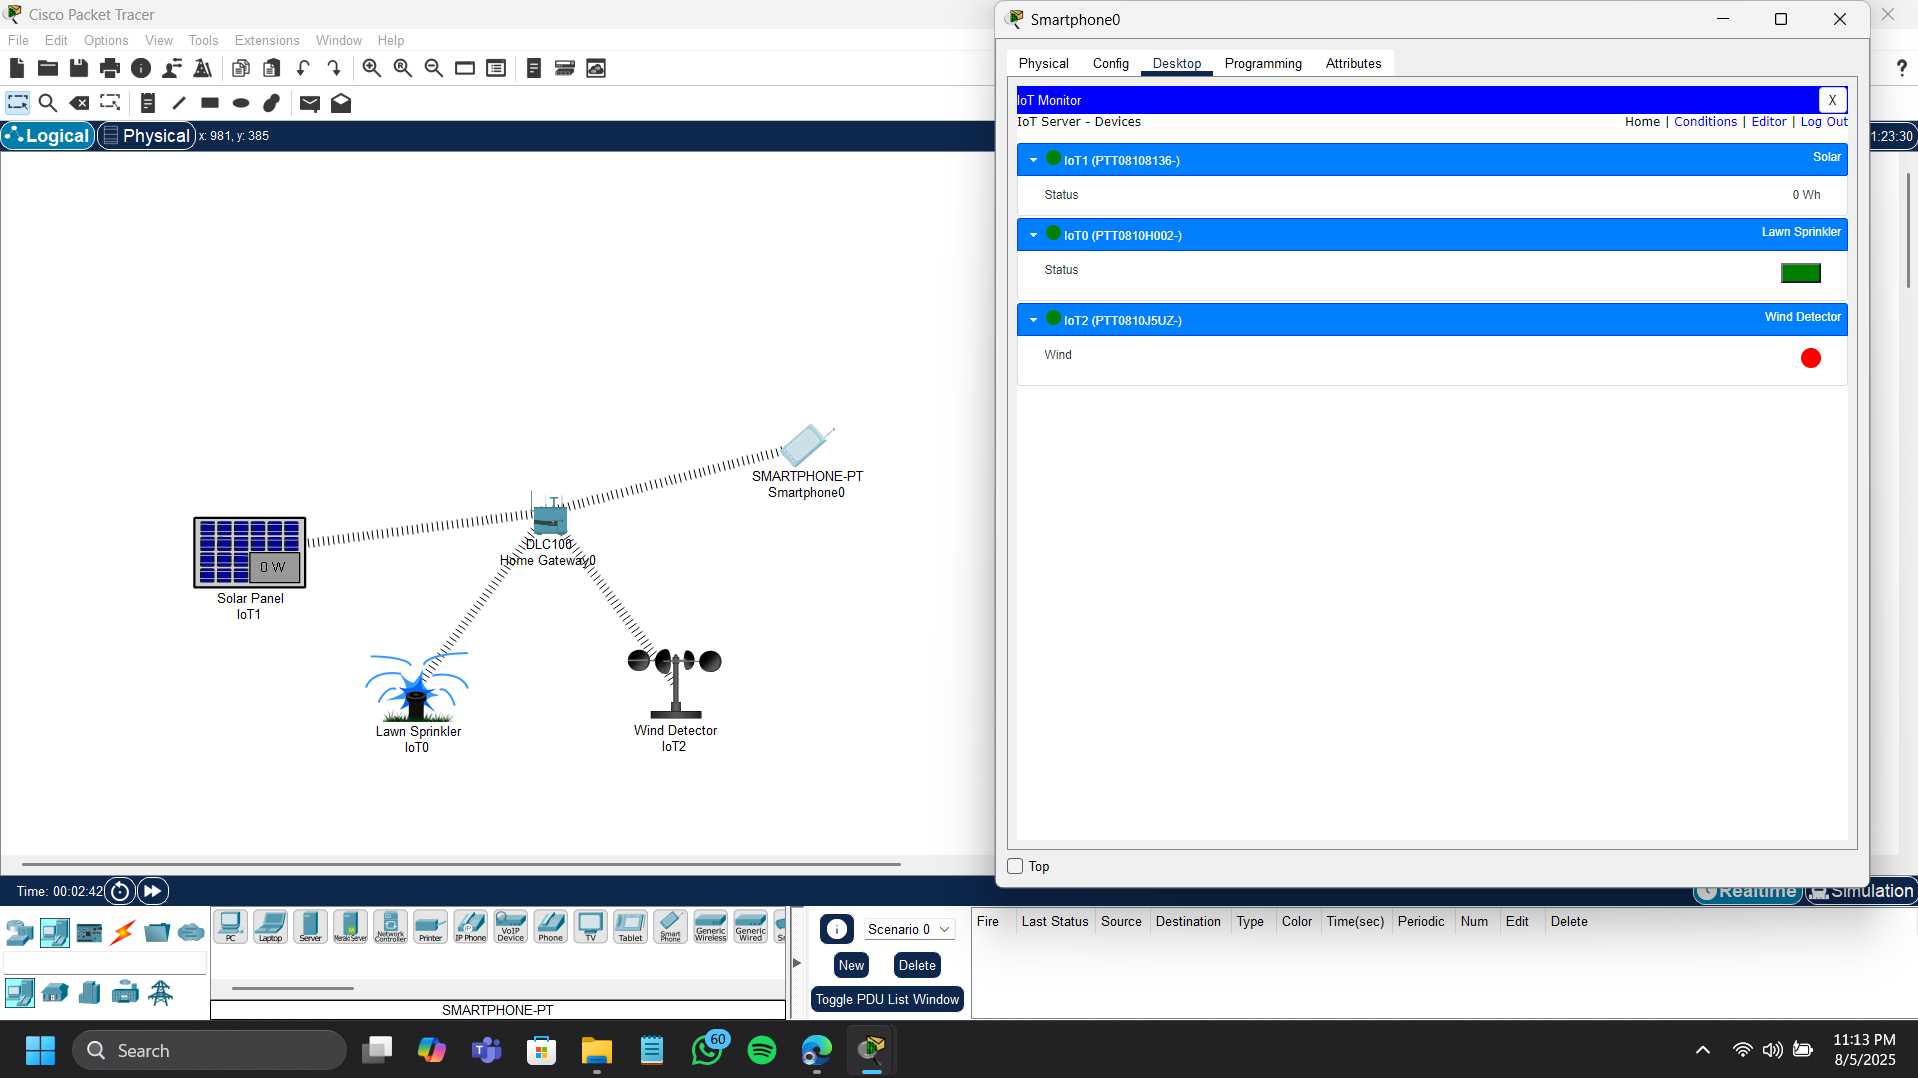 Cisco Packet Tracer
File Edit Options View Tools Extensions Window Help
Logical Physical x: 981, y: 385
1:23:30
Smartphone0
Physical Config Desktop Programming Attributes
IoT Monitor X
IoT Server - Devices Home | Conditions | Editor | Log Out
IoT1 (PTT08108136-) Solar
Status 0 Wh
IoT0 (PTT0810H002-) Lawn Sprinkler
Status
IoT2 (PTT0810J5UZ-) Wind Detector
Wind
Top
SMARTPHONE-PT
Smartphone0
DLC100
Home Gateway0
0 W
Solar Panel
IoT1
Lawn Sprinkler
IoT0
Wind Detector
IoT2
Time: 00:02:42
Realtime Simulation
PC Laptop Server MerakiServer Network Controller Printer IP Phone VoIP Device Phone TV Tablet Smart Phone Generic Wireless Generic Wired
SMARTPHONE-PT
Scenario 0
New Delete
Toggle PDU List Window
Fire Last Status Source Destination Type Color Time(sec) Periodic Num Edit Delete
Search
60
11:13 PM
8/5/2025